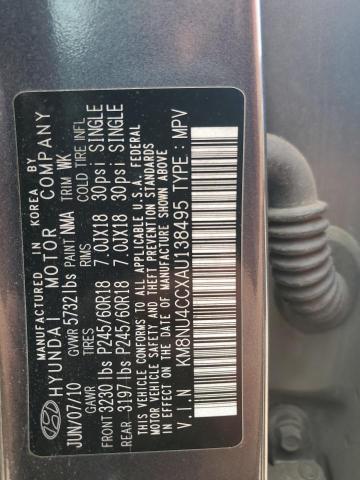 MANUFACTURED BY IN KOREA BY
HYUNDAI MOTOR COMPANY
JUN/07/10 GVWR 5732 lbs PAINT NMA TRIM WK
GAWR TIRES RIMS COLD TIRE INFL
FRONT 3230 lbs P245/60R18 7.0JX18 30psi SINGLE
REAR 3197 lbs P245/60R18 7.0JX18 30psi SINGLE
THIS VEHICLE CONFORMS TO ALL APPLICABLE U.S.A. FEDERAL
MOTOR VEHICLE SAFETY AND THEFT PREVENTION STANDARDS
IN EFFECT ON THE DATE OF MANUFACTURE SHOWN ABOVE
V.I.N : KM8NU4CCXAU138495 TYPE : MPV